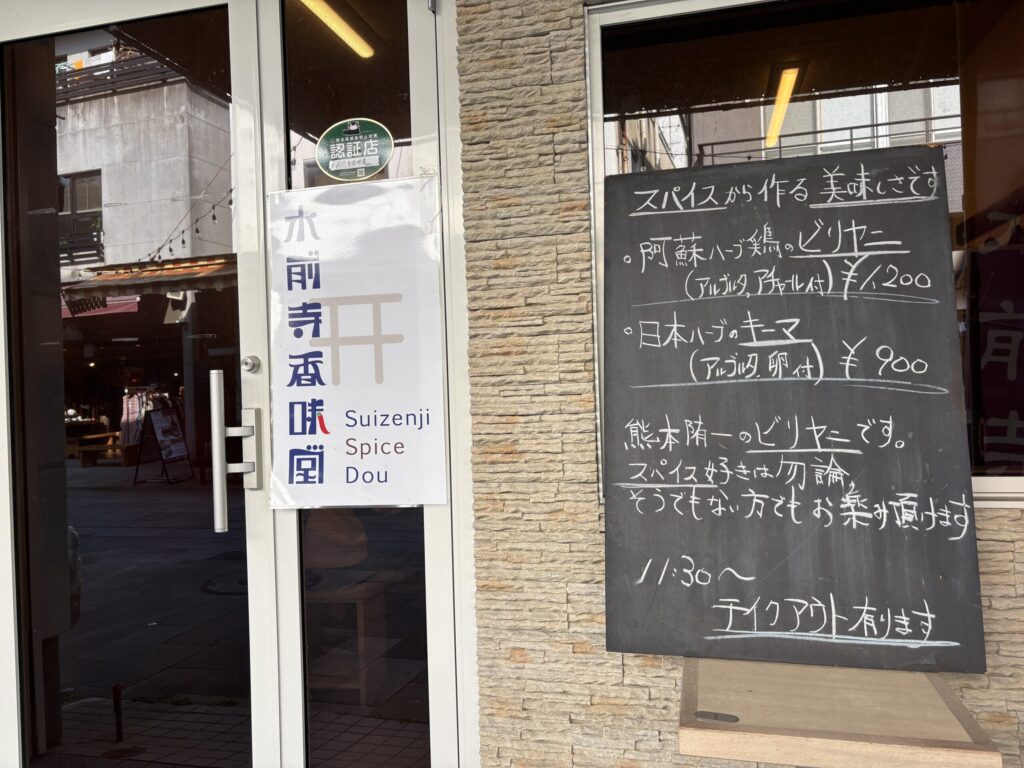 認証店
水前寺香味堂
Suizenji
Spice
Dou
スパイスから作る美味しさです
。阿蘇ハーブ鶏のビリヤニ
(アルゴルダ,アチャール付)¥1,200
。日本ハーブのキーマ
(アルゴルダ,卵付)¥900
熊本随一のビリヤニです。
スパイス好きは勿論,
そうでもない方でもお楽み頂けます
11:30〜
テイクアウト有ります